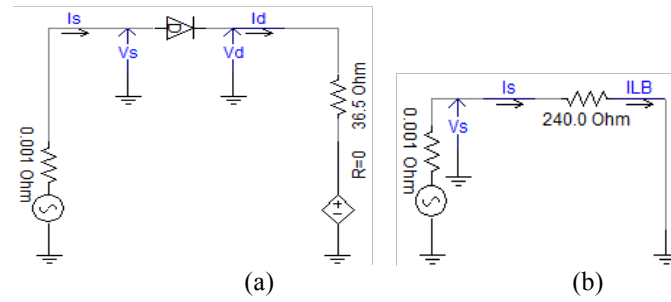 Is
Vs
D
Vd
Id
36.5 Ohm
0.001 Ohm
R=0
+
-
(a)
Vs
Is
240.0 Ohm
ILB
0.001 Ohm
(b)